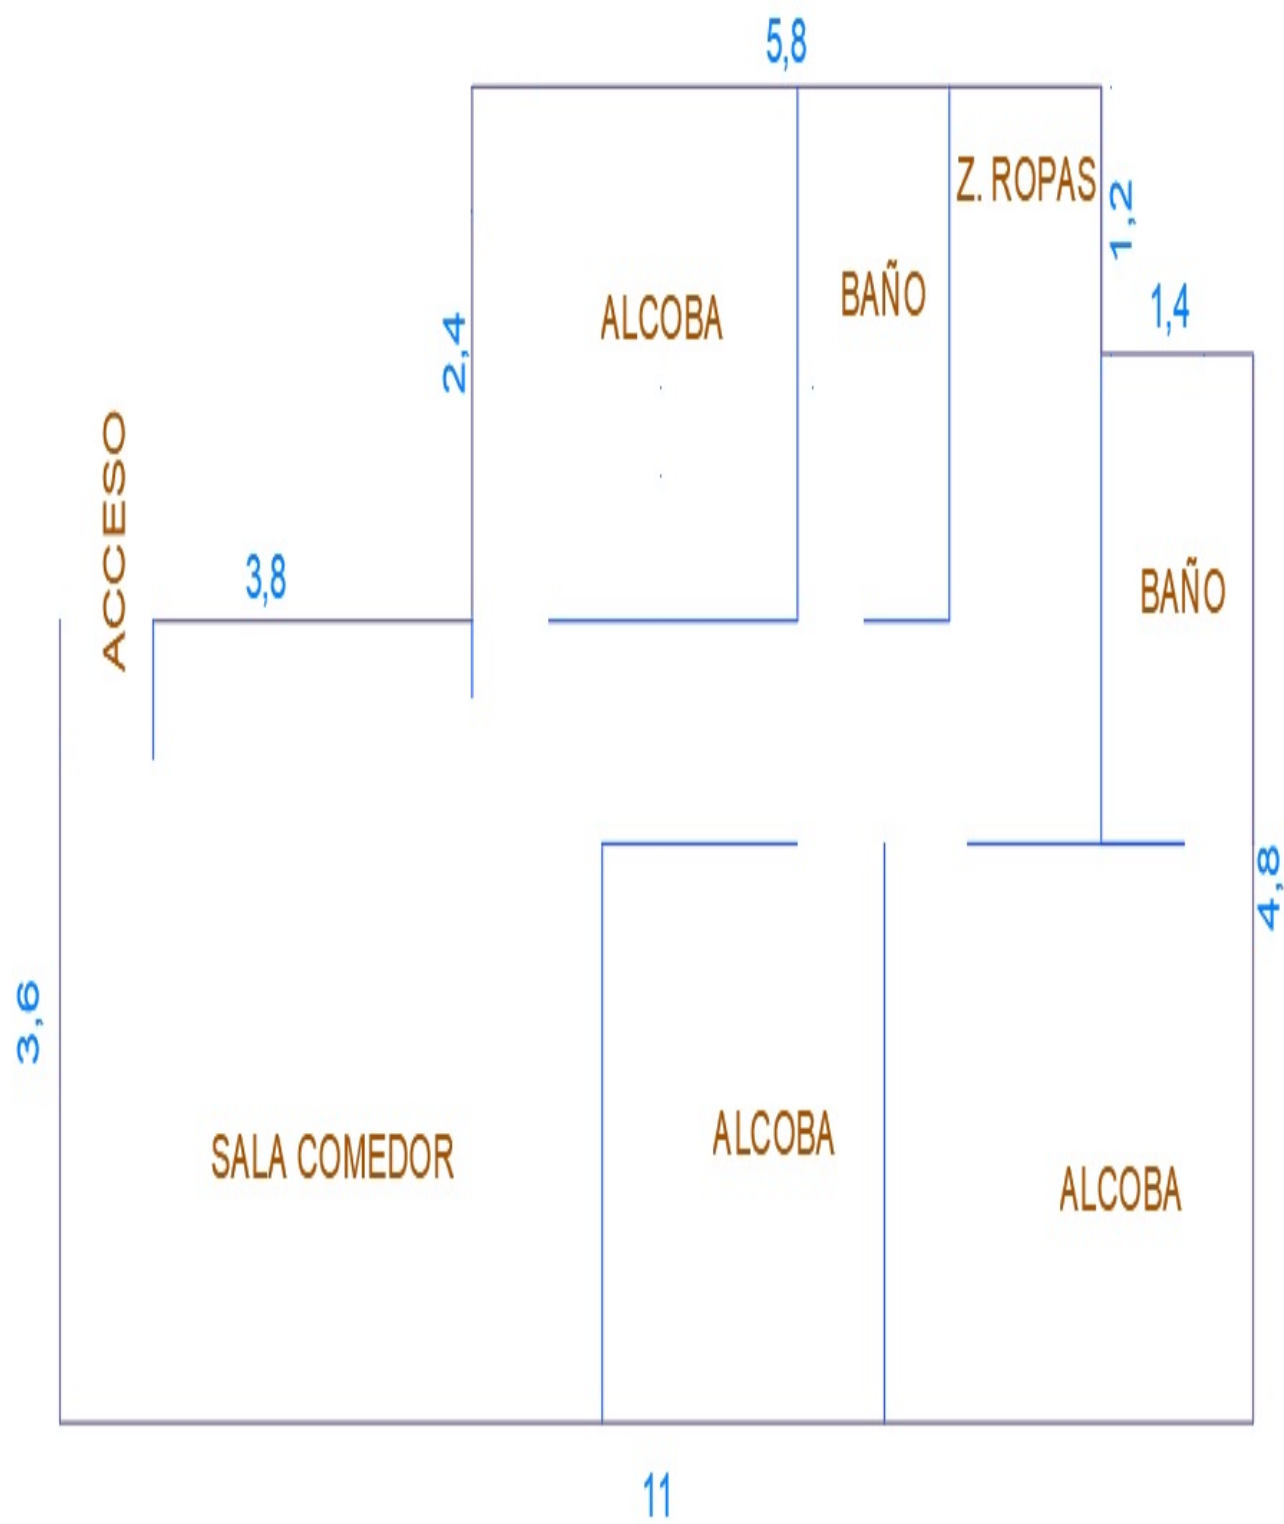 5,8
Z. ROPAS
1,2
BAÑO
ALCOBA
1,4
2,4
ACCESO
3,8
BAÑO
4,8
3,6
SALA COMEDOR
ALCOBA
ALCOBA
11